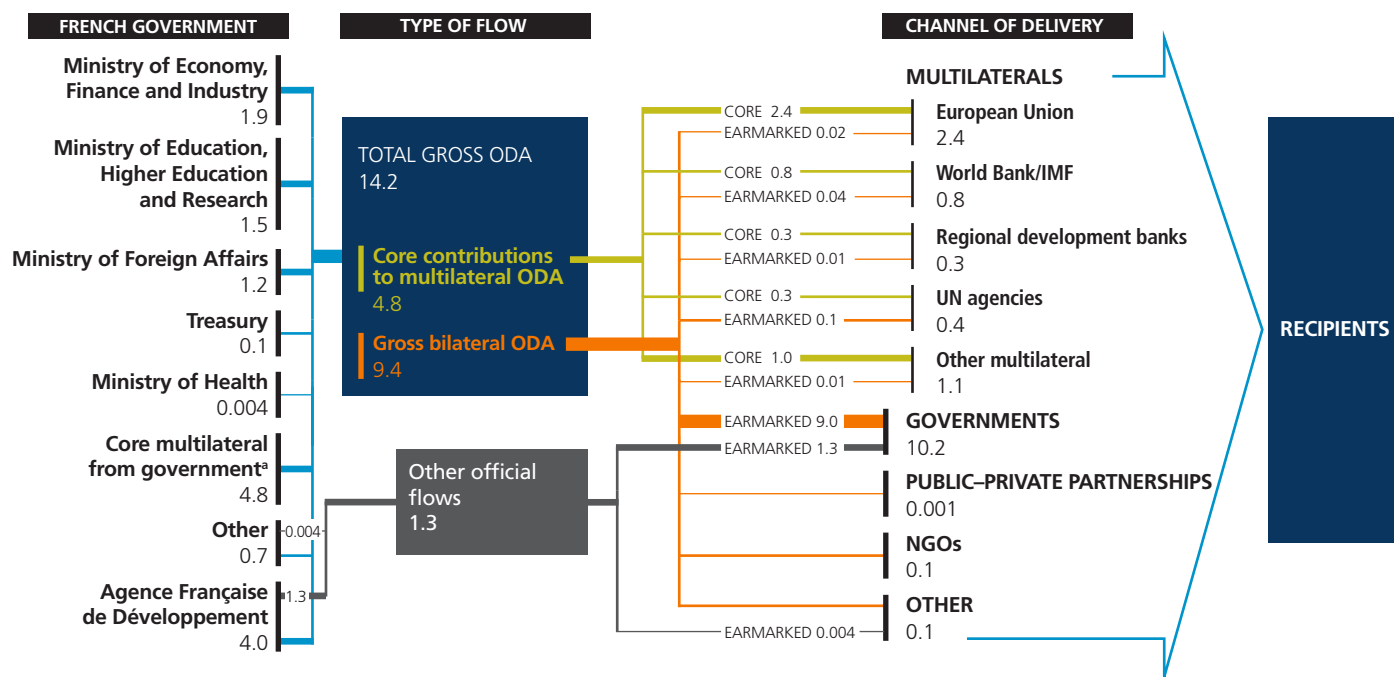 FRENCH GOVERNMENT
Ministry of Economy,
Finance and Industry
1.9
Ministry of Education,
Higher Education
and Research
1.5
Ministry of Foreign Affairs
1.2
Treasury
0.1
Ministry of Health
0.004
Core multilateral
from governmentª
4.8
Other
0.7
0.004
Agence Française
de Développement
4.0
1.3
TYPE OF FLOW
TOTAL GROSS ODA
14.2
Core contributions
to multilateral ODA
4.8
Gross bilateral ODA
9.4
Other official
flows
1.3
CHANNEL OF DELIVERY
MULTILATERALS
CORE 2.4
EARMARKED 0.02
European Union
2.4
CORE 0.8
EARMARKED 0.04
World Bank/IMF
0.8
CORE 0.3
EARMARKED 0.01
Regional development banks
0.3
CORE 0.3
EARMARKED 0.1
UN agencies
0.4
CORE 1.0
EARMARKED 0.01
Other multilateral
1.1
EARMARKED 9.0
EARMARKED 1.3
GOVERNMENTS
10.2
PUBLIC–PRIVATE PARTNERSHIPS
0.001
NGOs
0.1
OTHER
0.1
EARMARKED 0.004
RECIPIENTS